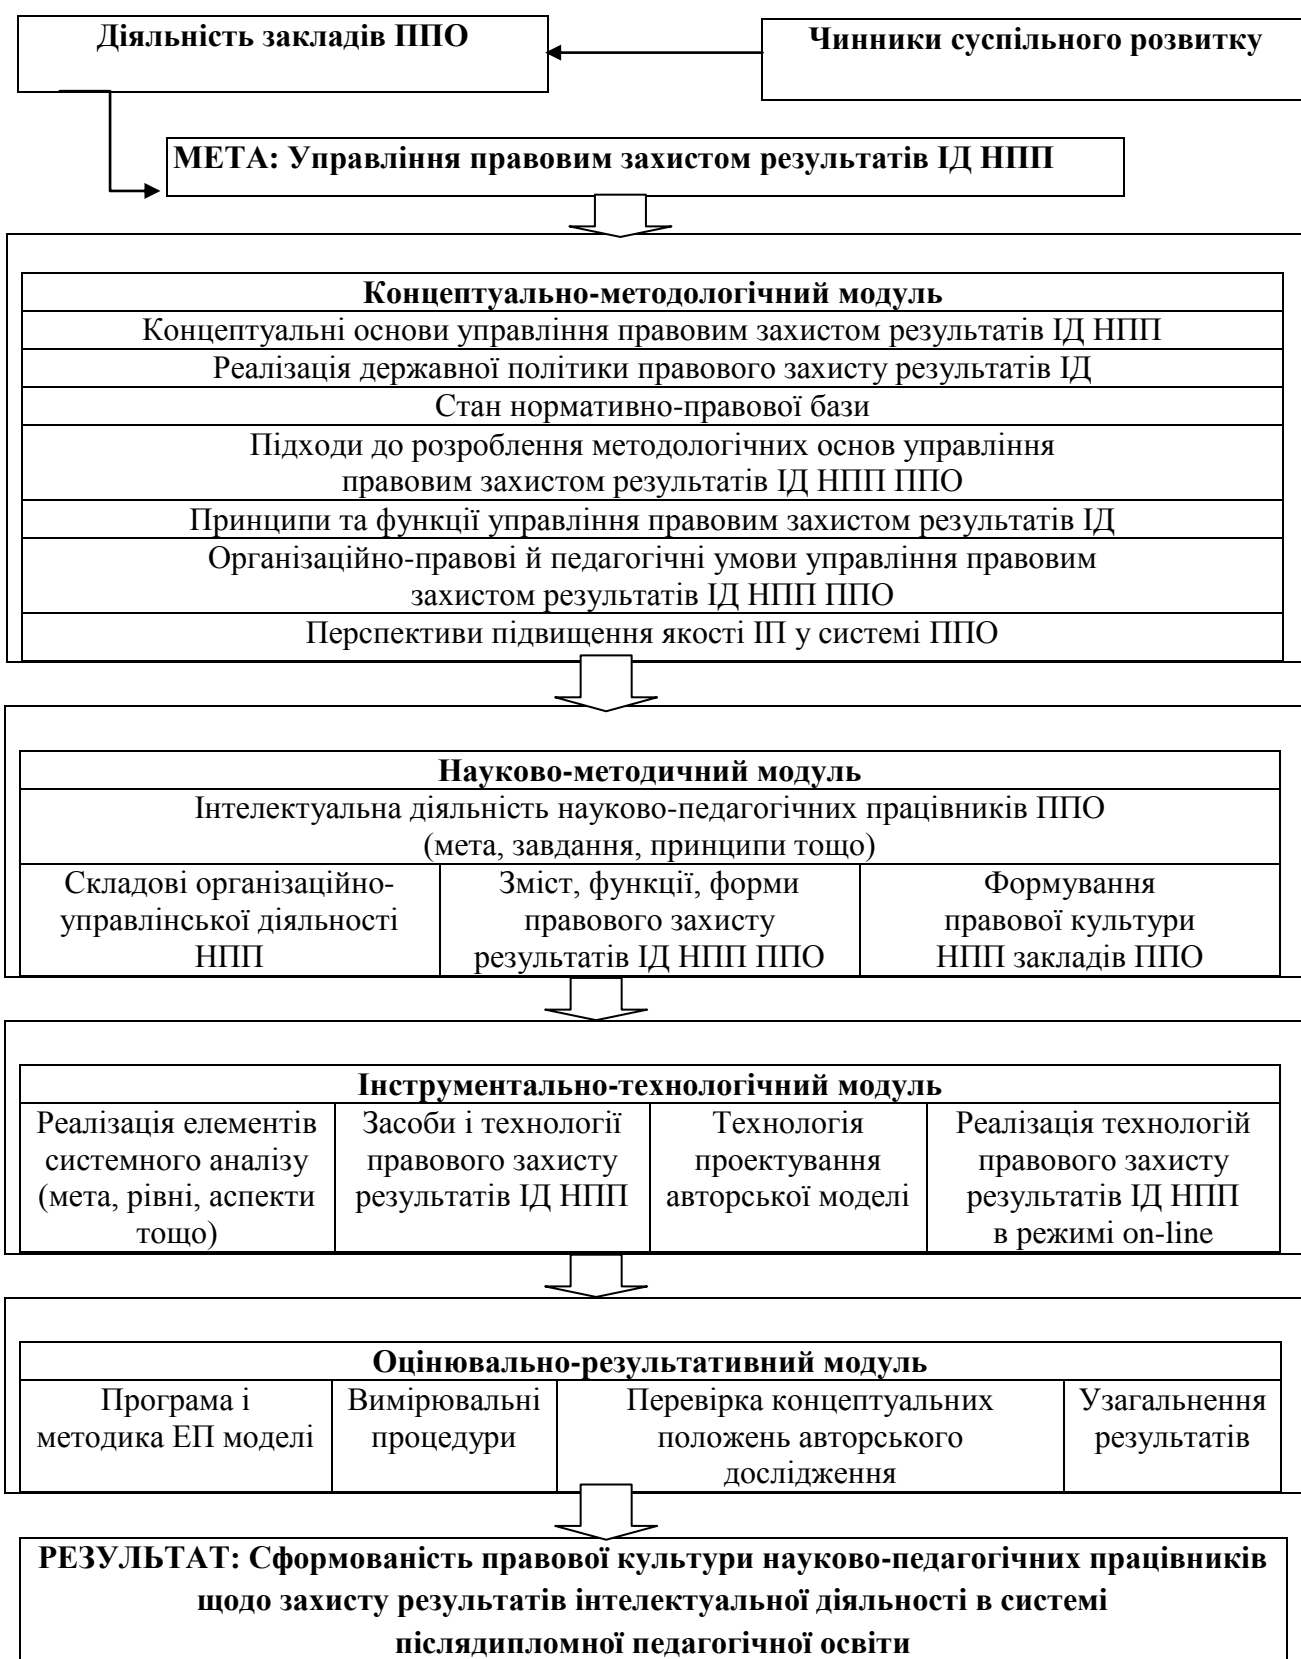 Діяльність закладів ППО
Чинники суспільного розвитку
МЕТА: Управління правовим захистом результатів ІД НПП
Концептуально-методологічний модуль
Концептуальні основи управління правовим захистом результатів ІД НПП
Реалізація державної політики правового захисту результатів ІД
Стан нормативно-правової бази
Підходи до розроблення методологічних основ управління
правовим захистом результатів ІД НПП ППО
Принципи та функції управління правовим захистом результатів ІД
Організаційно-правові й педагогічні умови управління правовим
захистом результатів ІД НПП ППО
Перспективи підвищення якості ІП у системі ППО
Науково-методичний модуль
Інтелектуальна діяльність науково-педагогічних працівників ППО
(мета, завдання, принципи тощо)
Складові організаційно-
управлінської діяльності
НПП
Зміст, функції, форми
правового захисту
результатів ІД НПП ППО
Формування
правової культури
НПП закладів ППО
Інструментально-технологічний модуль
Реалізація елементів
системного аналізу
(мета, рівні, аспекти
тощо)
Засоби і технології
правового захисту
результатів ІД НПП
Технологія
проектування
авторської моделі
Реалізація технологій
правового захисту
результатів ІД НПП
в режимі on-line
Оцінювально-результативний модуль
Програма і
методика ЕП моделі
Вимірювальні
процедури
Перевірка концептуальних
положень авторського
дослідження
Узагальнення
результатів
РЕЗУЛЬТАТ: Сформованість правової культури науково-педагогічних працівників
щодо захисту результатів інтелектуальної діяльності в системі
післядипломної педагогічної освіти